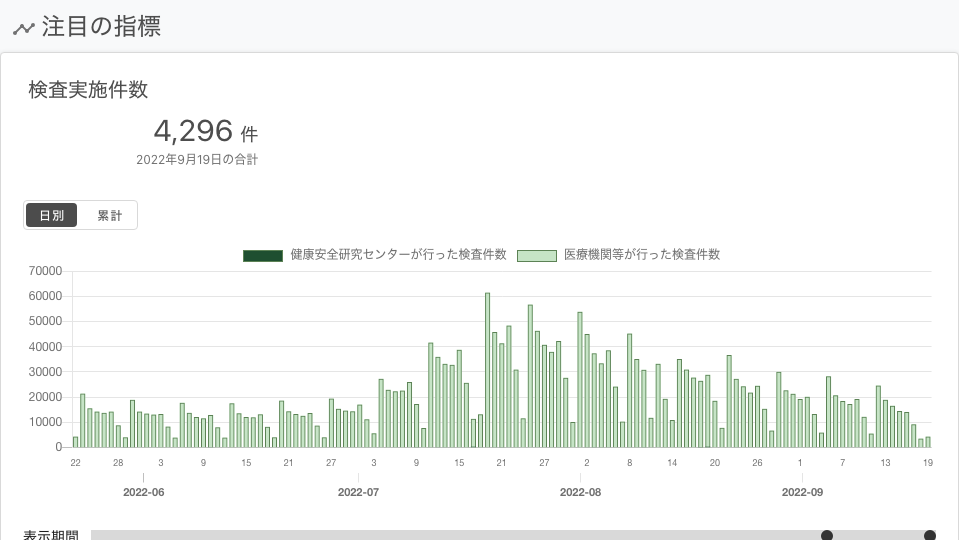 注目の指標
検査実施件数
4,296 件
2022年9月19日の合計
日別 累計
健康安全研究センターが行った検査件数 医療機関等が行った検査件数
70000
60000
50000
40000
30000
20000
10000
0
22 28 3 9 15 21 27 3 9 15 21 27 2 8 14 20 26 1 7 13 19
2022-06 2022-07 2022-08 2022-09
表示期間